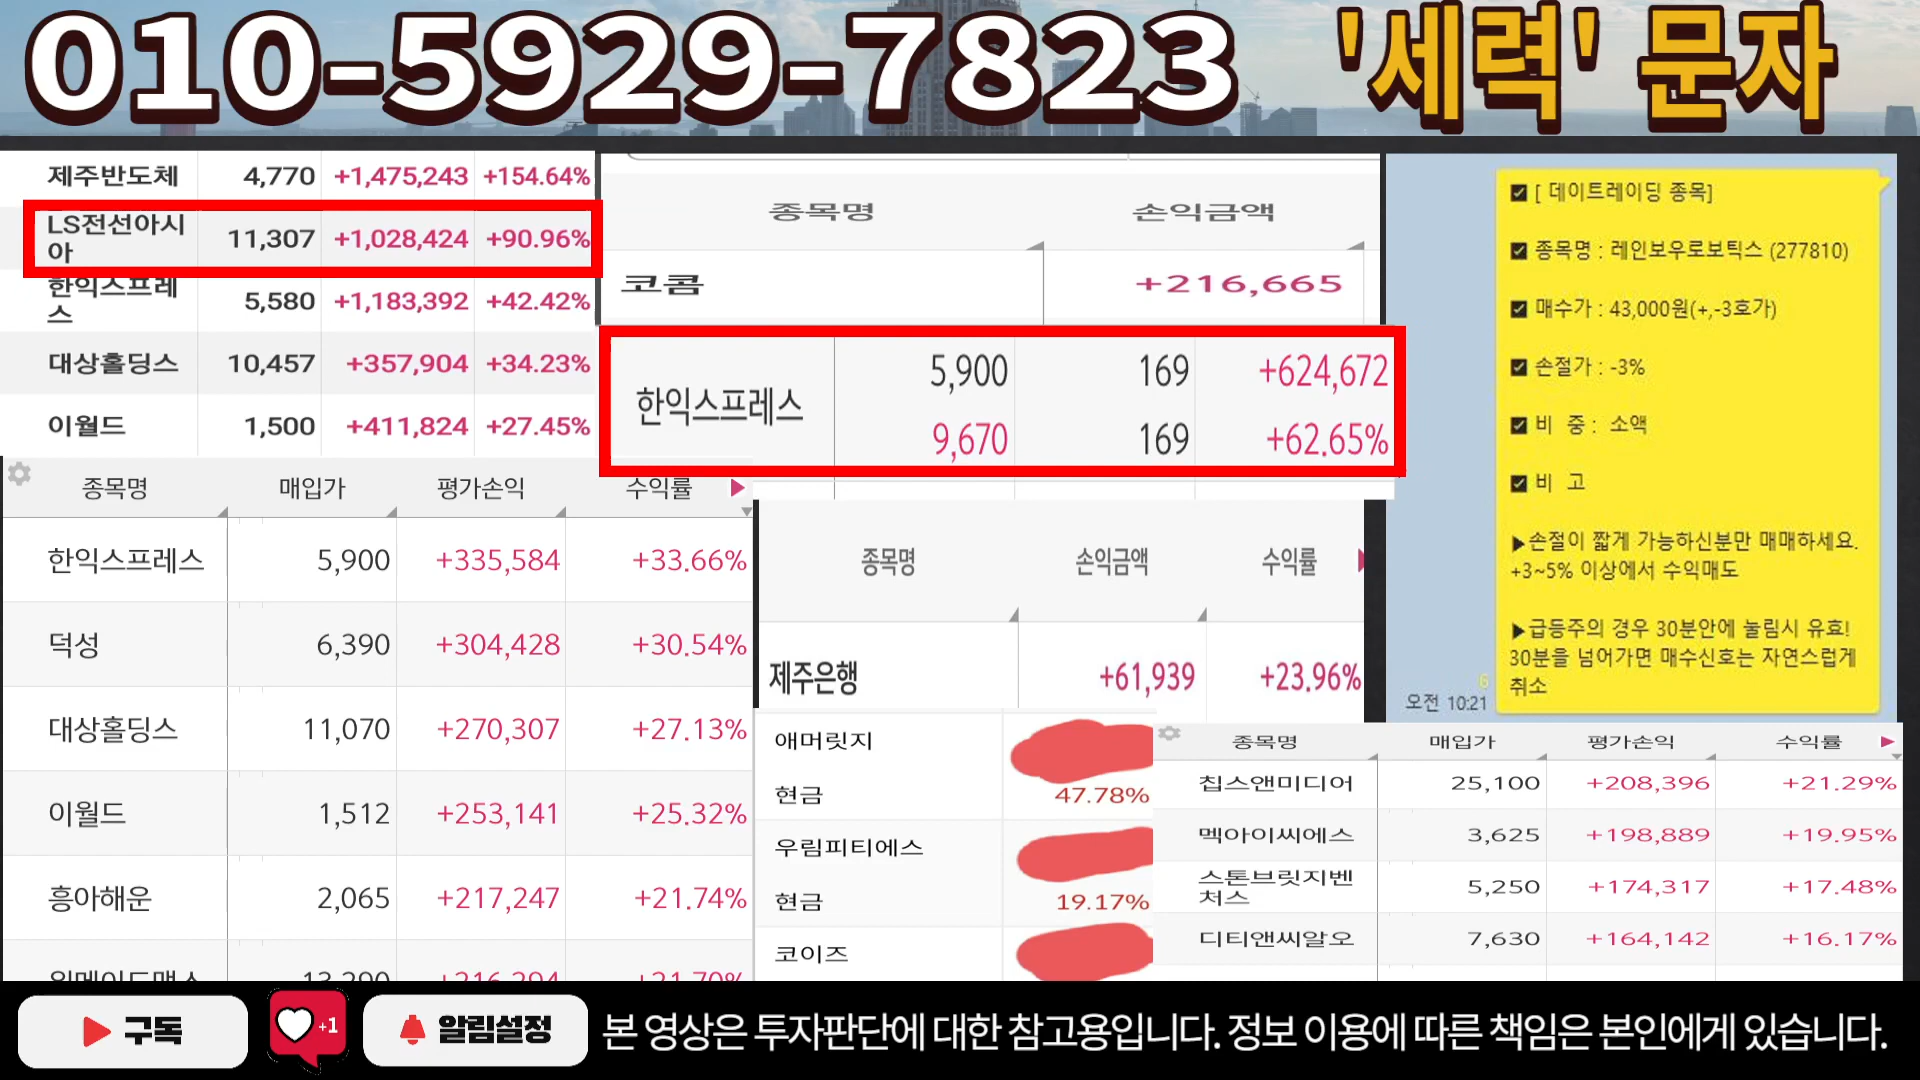 010-5929-7823 '세력' 문자
제주반도체 4,770 +1,475,243 +154.64%
LS전선아시아 11,307 +1,028,424 +90.96%
한익스프레스 5,580 +1,183,392 +42.42%
대상홀딩스 10,457 +357,904 +34.23%
이월드 1,500 +411,824 +27.45%
종목명 손익금액
코콤 +216,665
한익스프레스 5,900 169 +624,672
9,670 169 +62.65%
[ 데이트레이딩 종목]
종목명 : 레인보우로보틱스 (277810)
매수가 : 43,000원(+,-3호가)
손절가 : -3%
비 중 : 소액
비 고
▶손절이 짧게 가능하신분만 매매하세요.
+3~5% 이상에서 수익매도
▶급등주의 경우 30분안에 눌림시 유효!
30분을 넘어가면 매수신호는 자연스럽게
취소
6
오전 10:21
종목명 매입가 평가손익 수익률
한익스프레스 5,900 +335,584 +33.66%
덕성 6,390 +304,428 +30.54%
대상홀딩스 11,070 +270,307 +27.13%
이월드 1,512 +253,141 +25.32%
흥아해운 2,065 +217,247 +21.74%
종목명 손익금액 수익률
제주은행 +61,939 +23.96%
애머릿지
현금 47.78%
우림피티에스
현금 19.17%
코이즈
종목명 매입가 평가손익 수익률
칩스앤미디어 25,100 +208,396 +21.29%
멕아이씨에스 3,625 +198,889 +19.95%
스톤브릿지벤처스 5,250 +174,317 +17.48%
디티앤씨알오 7,630 +164,142 +16.17%
구독 +1 알림설정 본 영상은 투자판단에 대한 참고용입니다. 정보 이용에 따른 책임은 본인에게 있습니다.